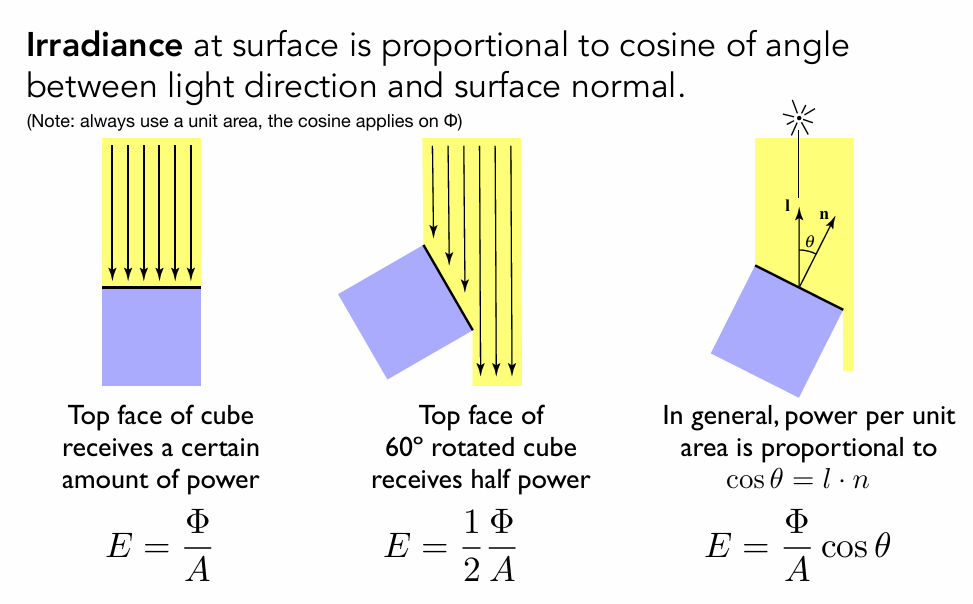 Irradiance at surface is proportional to cosine of angle
between light direction and surface normal.
(Note: always use a unit area, the cosine applies on Φ)
l
n
θ
Top face of cube
receives a certain
amount of power
E = Φ/A
Top face of
60º rotated cube
receives half power
E = 1/2 Φ/A
In general, power per unit
area is proportional to
cos θ = l · n
E = Φ/A cos θ